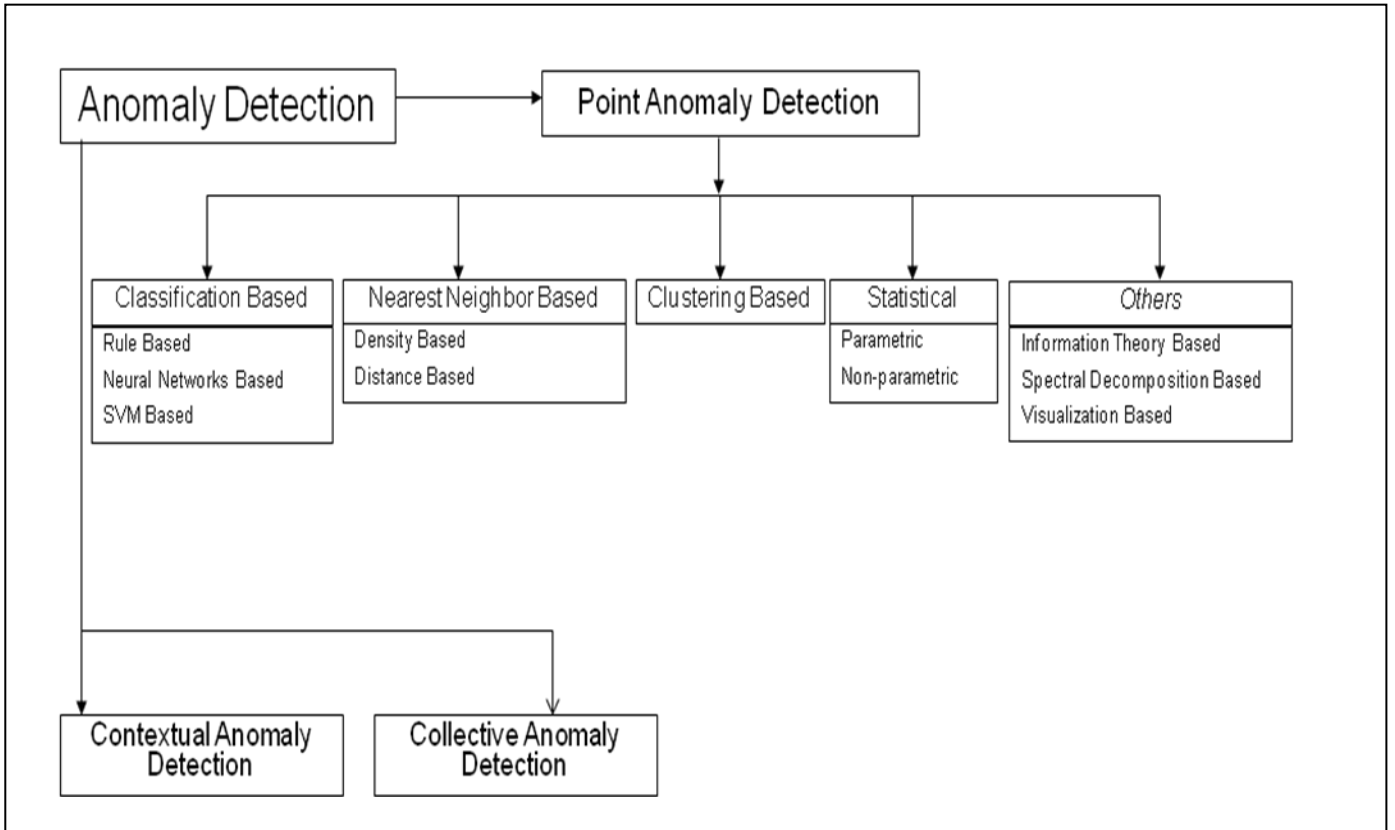 Anomaly Detection
Point Anomaly Detection
Classification Based
Rule Based
Neural Networks Based
SVM Based
Nearest Neighbor Based
Density Based
Distance Based
Clustering Based
Statistical
Parametric
Non-parametric
Others
Information Theory Based
Spectral Decomposition Based
Visualization Based
Contextual Anomaly
Detection
Collective Anomaly
Detection